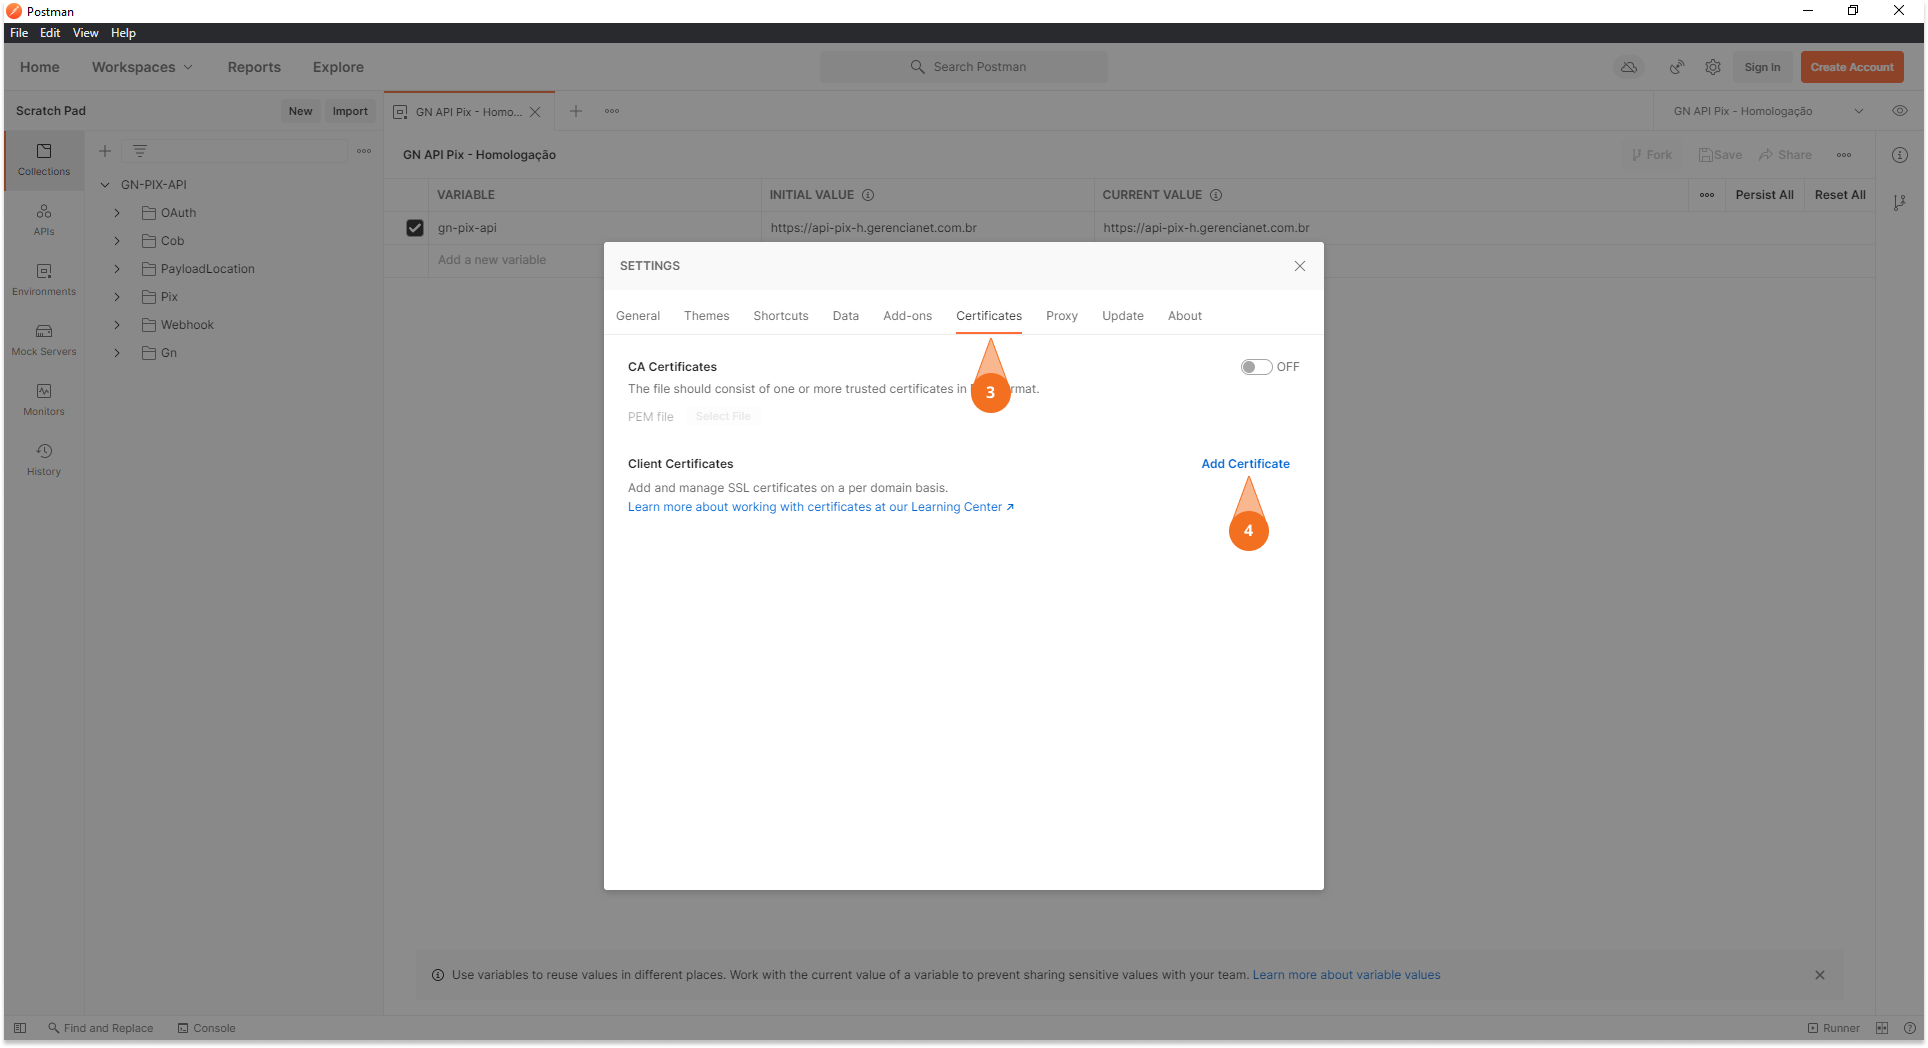 Postman
File Edit View Help
Home Workspaces Reports Explore Search Postman Sign In Create Account
Scratch Pad New Import GN API Pix - Homo... GN API Pix - Homologação
Collections
APIs
Environments
Mock Servers
Monitors
History
GN-PIX-API
OAuth
Cob
PayloadLocation
Pix
Webhook
Gn
GN API Pix - Homologação Fork Save Share
VARIABLE INITIAL VALUE CURRENT VALUE Persist All Reset All
gn-pix-api https://api-pix-h.gerencianet.com.br https://api-pix-h.gerencianet.com.br
Add a new variable
SETTINGS
General Themes Shortcuts Data Add-ons Certificates Proxy Update About
CA Certificates OFF
The file should consist of one or more trusted certificates in rmat.
3
PEM file Select File
Client Certificates Add Certificate
Add and manage SSL certificates on a per domain basis.
Learn more about working with certificates at our Learning Center
4
Use variables to reuse values in different places. Work with the current value of a variable to prevent sharing sensitive values with your team. Learn more about variable values
Find and Replace Console Runner